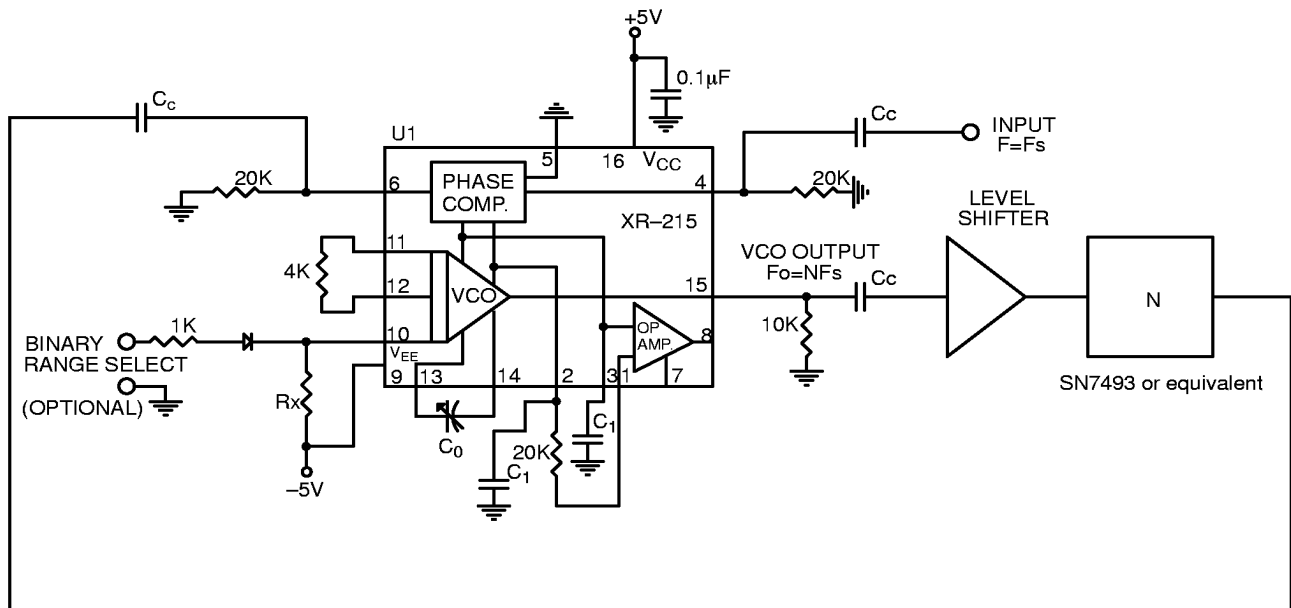 +5V
0.1µF
Cc
U1
5
16 VCC
Cc
INPUT
F=Fs
20K
6
PHASE
COMP.
4
20K
XR–215
LEVEL
SHIFTER
11
4K
12
VCO
VCO OUTPUT
Fo=NFs
Cc
15
N
1K
10
BINARY
RANGE SELECT
(OPTIONAL)
VEE
OP
AMP.
8
10K
9 13 14 2 3 1 7
SN7493 or equivalent
Rx
C0
C1
20K
C1
–5V